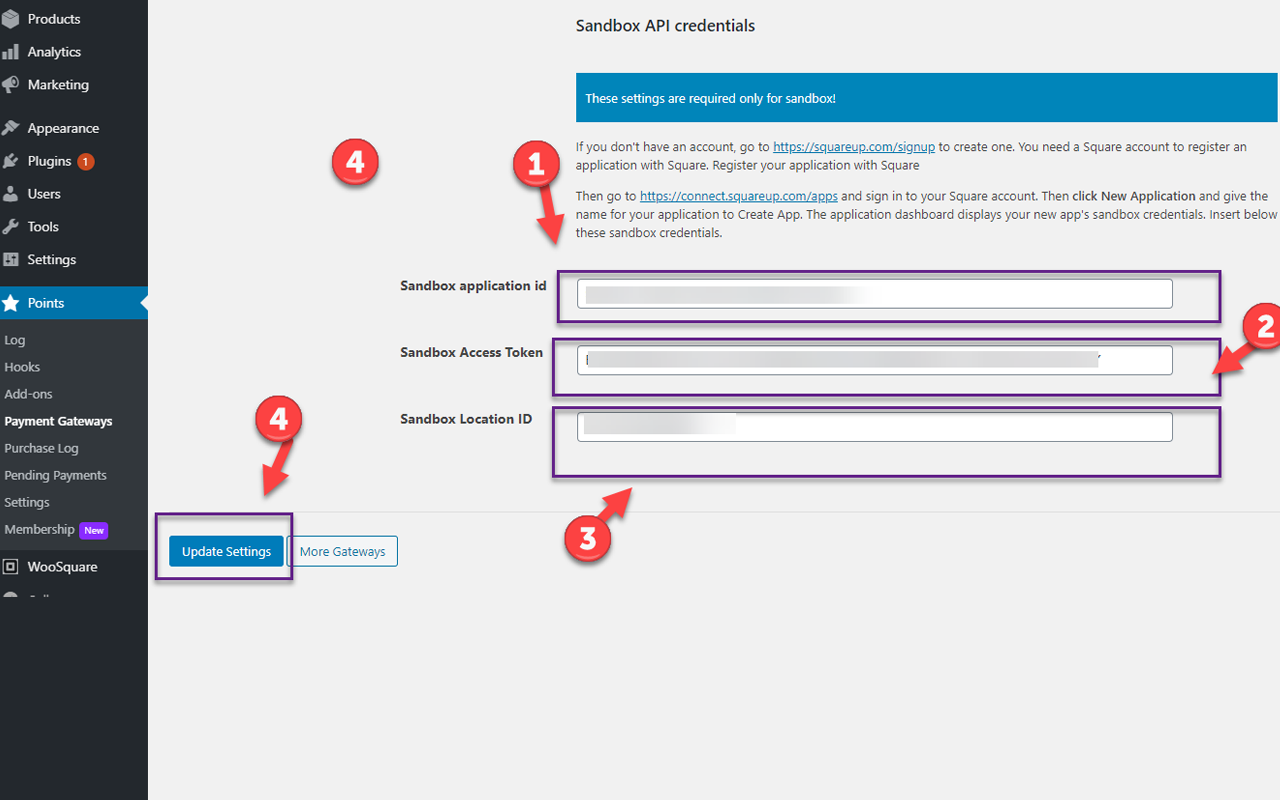 Products
Analytics
Marketing
Appearance
Plugins 1
Users
Tools
Settings
Points
Log
Hooks
Add-ons
Payment Gateways
Purchase Log
Pending Payments
Settings
Membership New
WooSquare
Sandbox API credentials
These settings are required only for sandbox!
4
1
If you don't have an account, go to https://squareup.com/signup to create one. You need a Square account to register an
application with Square. Register your application with Square
Then go to https://connect.squareup.com/apps and sign in to your Square account. Then click New Application and give the
name for your application to Create App. The application dashboard displays your new app's sandbox credentials. Insert below
these sandbox credentials.
Sandbox application id
2
Sandbox Access Token
Sandbox Location ID
4
3
Update Settings
More Gateways